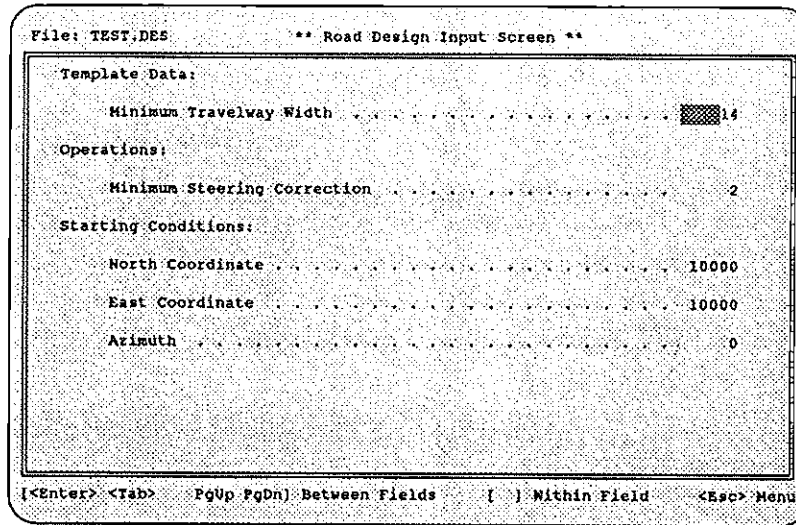 File: TEST.DES ** Road Design Input Screen **
Template Data:
Minimum Travelway Width . . . . . . . . . . . . . . . . . 14
Operations:
Minimum Steering Correction . . . . . . . . . . . . . . . 2
Starting Conditions:
North Coordinate . . . . . . . . . . . . . . . . . . . . . 10000
East Coordinate . . . . . . . . . . . . . . . . . . . . . 10000
Azimuth . . . . . . . . . . . . . . . . . . . . . . . . . 0
[<Enter> <Tab> PgUp PgDn] Between Fields [ ] Within Field <Esc> Menu